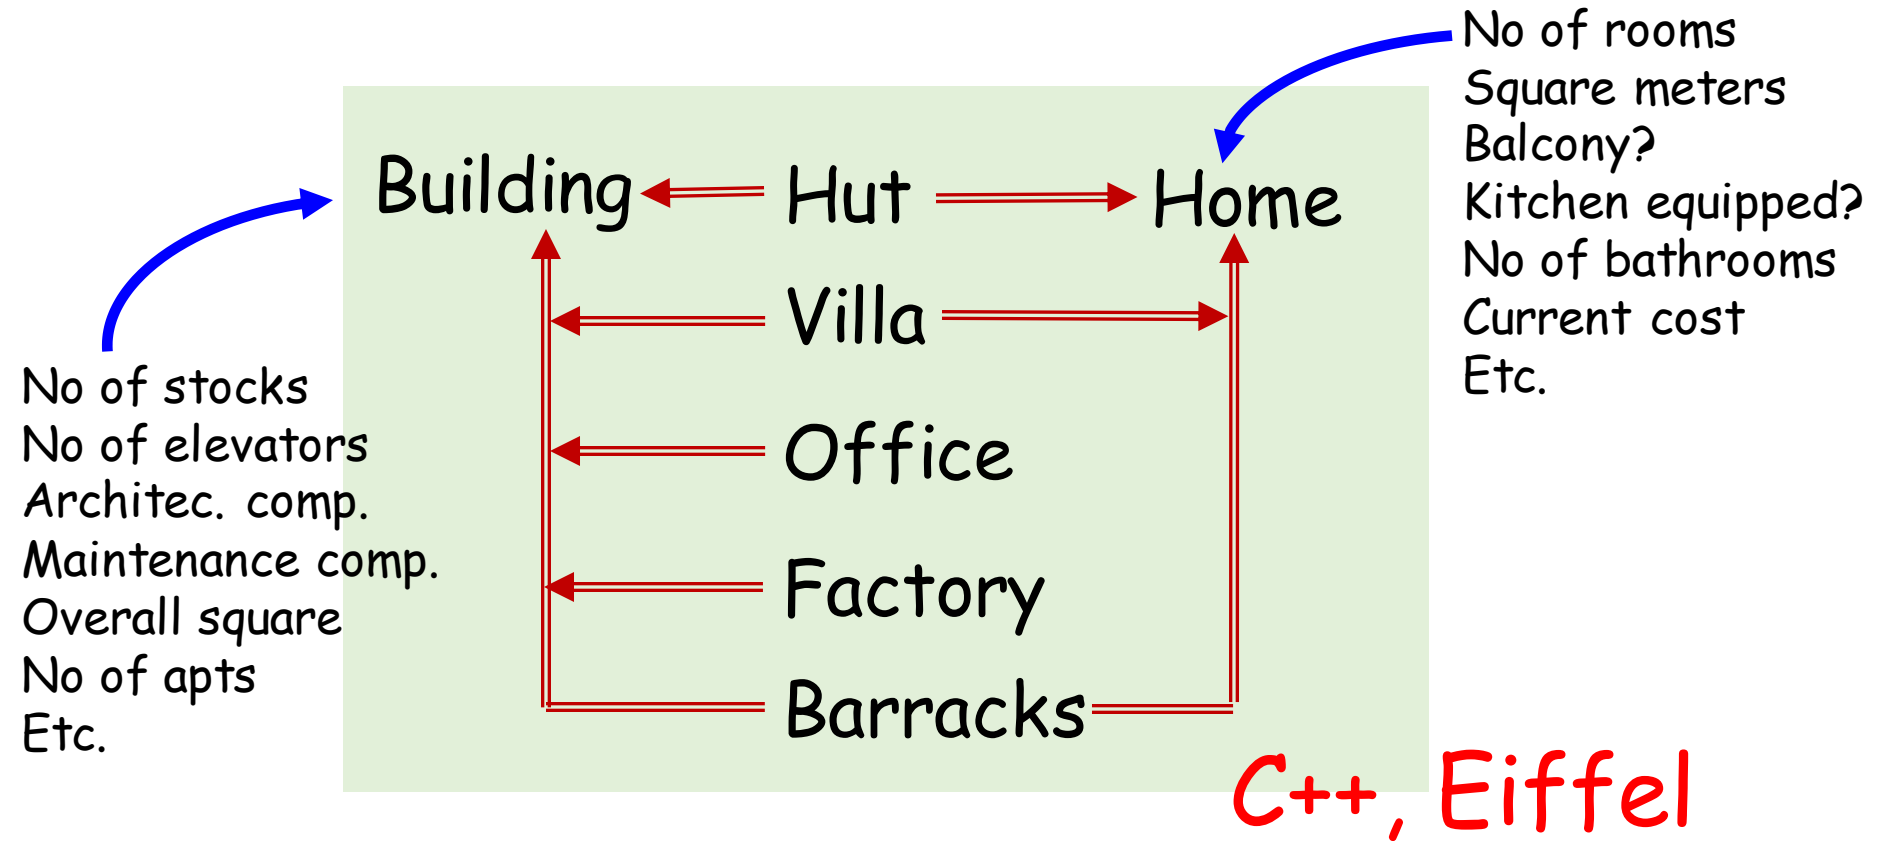 No of rooms
Square meters
Balcony?
Kitchen equipped?
No of bathrooms
Current cost
Etc.
Building
Hut
Home
Villa
Office
Factory
Barracks
No of stocks
No of elevators
Architec. comp.
Maintenance comp.
Overall square
No of apts
Etc.
C++, Eiffel